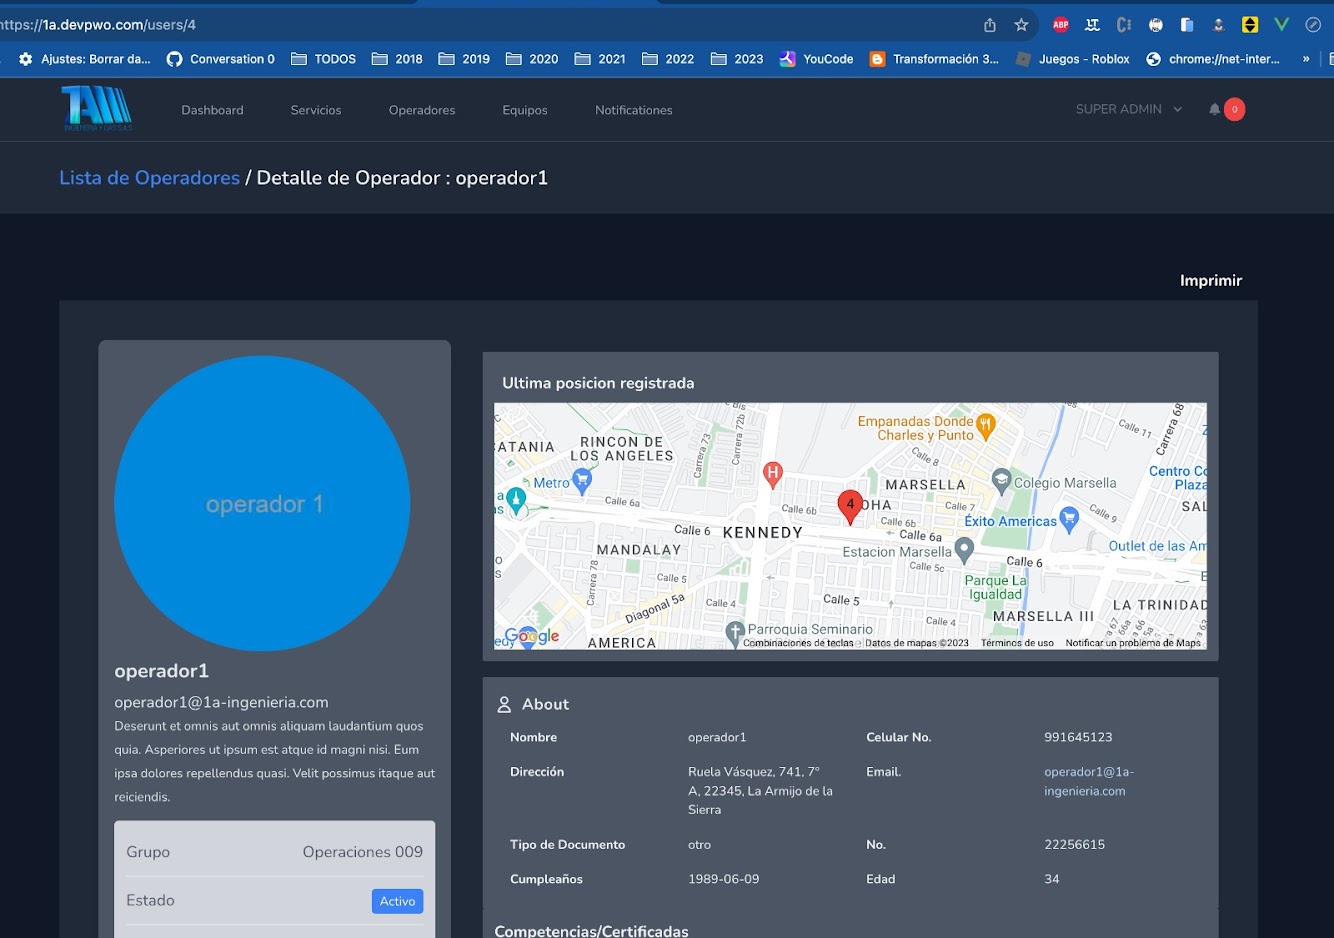 https://1a.devpwo.com/users/4
ABP
Ajustes: Borrar da...
Conversation 0
TODOS
2018
2019
2020
2021
2022
2023
YouCode
Transformación 3...
Juegos - Roblox
chrome://net-inter...
»
1A
INGENIERIA Y GAS S.A.S
Dashboard
Servicios
Operadores
Equipos
Notificationes
SUPER ADMIN
0
Lista de Operadores / Detalle de Operador : operador1
Imprimir
operador 1
operador1
operador1@1a-ingenieria.com
Deserunt et omnis aut omnis aliquam laudantium quos
quia. Asperiores ut ipsum est atque id magni nisi. Eum
ipsa dolores repellendus quasi. Velit possimus itaque aut
reiciendis.
Grupo
Operaciones 009
Estado
Activo
Ultima posicion registrada
Bis
Empanadas Donde
Charles y Punto
Calle 11
Carrera 68
Carrera 73
Carrera 72b
ATANIA
RINCON DE
LOS ANGELES
Calle 8
Centro Co
Plaza
Metro
H
MARSELLA
Colegio Marsella
a
as
Calle 6a
Calle 6b
4
OHA
Calle 7
SAL
Calle 6b
Éxito Americas
Calle 6
KENNEDY
Calle 6a
MANDALAY
Estacion Marsella
Outlet de las Am
Calle 5c
Calle 6
Carrera 78
Calle 5
Parque La
Igualdad
Diagonal 5a
Calle 4
Calle 5
LA TRINIDAD
MARSELLA III
Calle 4
Carrera 67
edy
Google
AMERICA
Parroquia Seminario
Combinaciones de teclas
Datos de mapas ©2023
Términos de uso
Notificar un problema de Maps
About
Nombre
operador1
Celular No.
991645123
Dirección
Ruela Vásquez, 741, 7º
A, 22345, La Armijo de la
Sierra
Email.
operador1@1a-
ingenieria.com
Tipo de Documento
otro
No.
22256615
Cumpleaños
1989-06-09
Edad
34
Competencias/Certificadas